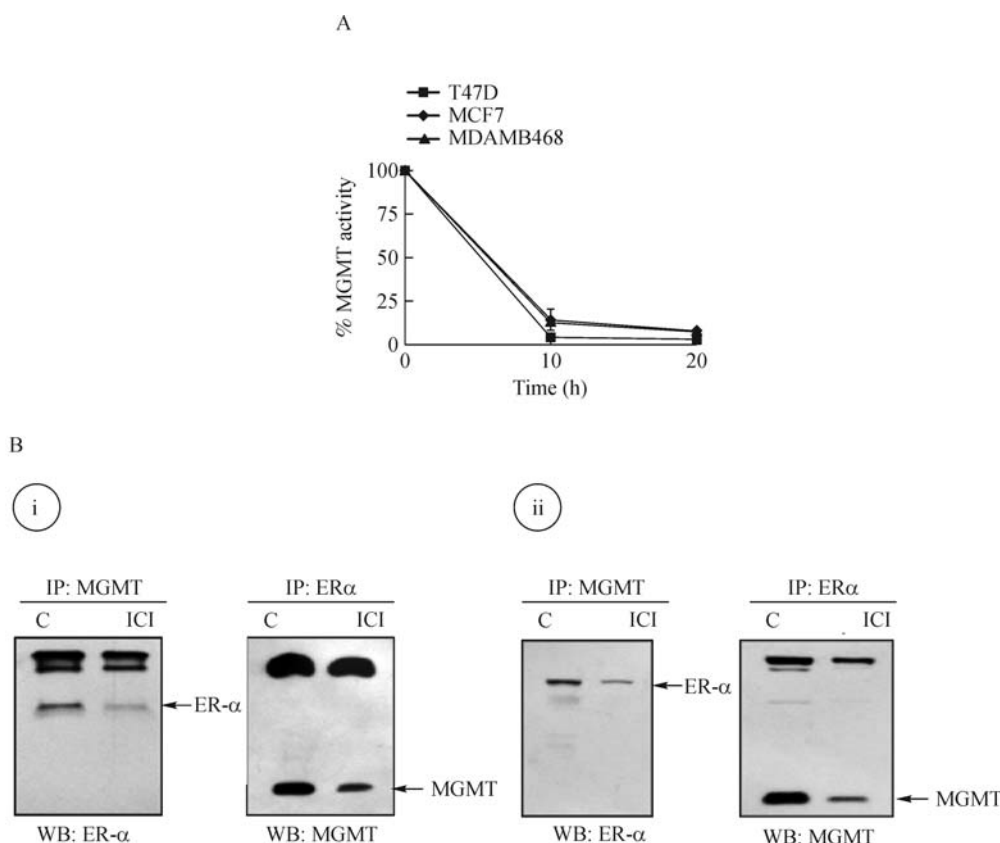 A
T47D
MCF7
MDAMB468
% MGMT activity
100
75
50
25
0
0 10 20
Time (h)
B
i ii
IP: MGMT IP: ERα IP: MGMT IP: ERα
C ICI C ICI C ICI C ICI
ER-α ER-α
MGMT MGMT
WB: ER-α WB: MGMT WB: ER-α WB: MGMT